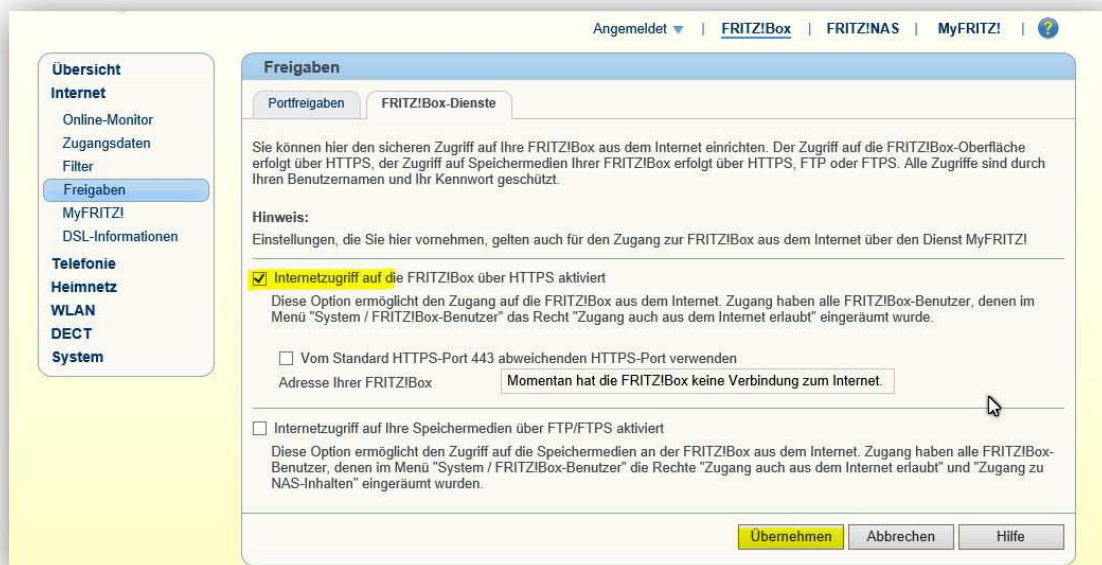 Angemeldet | FRITZ!Box | FRITZ!NAS | MyFRITZ! | ?
Übersicht
Internet
Online-Monitor
Zugangsdaten
Filter
Freigaben
MyFRITZ!
DSL-Informationen
Telefonie
Heimnetz
WLAN
DECT
System
Freigaben
Portfreigaben FRITZ!Box-Dienste
Sie können hier den sicheren Zugriff auf Ihre FRITZ!Box aus dem Internet einrichten. Der Zugriff auf die FRITZ!Box-Oberfläche
erfolgt über HTTPS, der Zugriff auf Speichermedien Ihrer FRITZ!Box erfolgt über HTTPS, FTP oder FTPS. Alle Zugriffe sind durch
Ihren Benutzernamen und Ihr Kennwort geschützt.
Hinweis:
Einstellungen, die Sie hier vornehmen, gelten auch für den Zugang zur FRITZ!Box aus dem Internet über den Dienst MyFRITZ!
Internetzugriff auf die FRITZ!Box über HTTPS aktiviert
Diese Option ermöglicht den Zugang auf die FRITZ!Box aus dem Internet. Zugang haben alle FRITZ!Box-Benutzer, denen im
Menü "System / FRITZ!Box-Benutzer" das Recht "Zugang auch aus dem Internet erlaubt" eingeräumt wurde.
Vom Standard HTTPS-Port 443 abweichenden HTTPS-Port verwenden
Adresse Ihrer FRITZ!Box Momentan hat die FRITZ!Box keine Verbindung zum Internet.
Internetzugriff auf Ihre Speichermedien über FTP/FTPS aktiviert
Diese Option ermöglicht den Zugriff auf die Speichermedien an der FRITZ!Box aus dem Internet. Zugang haben alle FRITZ!Box-
Benutzer, denen im Menü "System / FRITZ!Box-Benutzer" die Rechte "Zugang auch aus dem Internet erlaubt" und "Zugang zu
NAS-Inhalten" eingeräumt wurden.
Übernehmen Abbrechen Hilfe